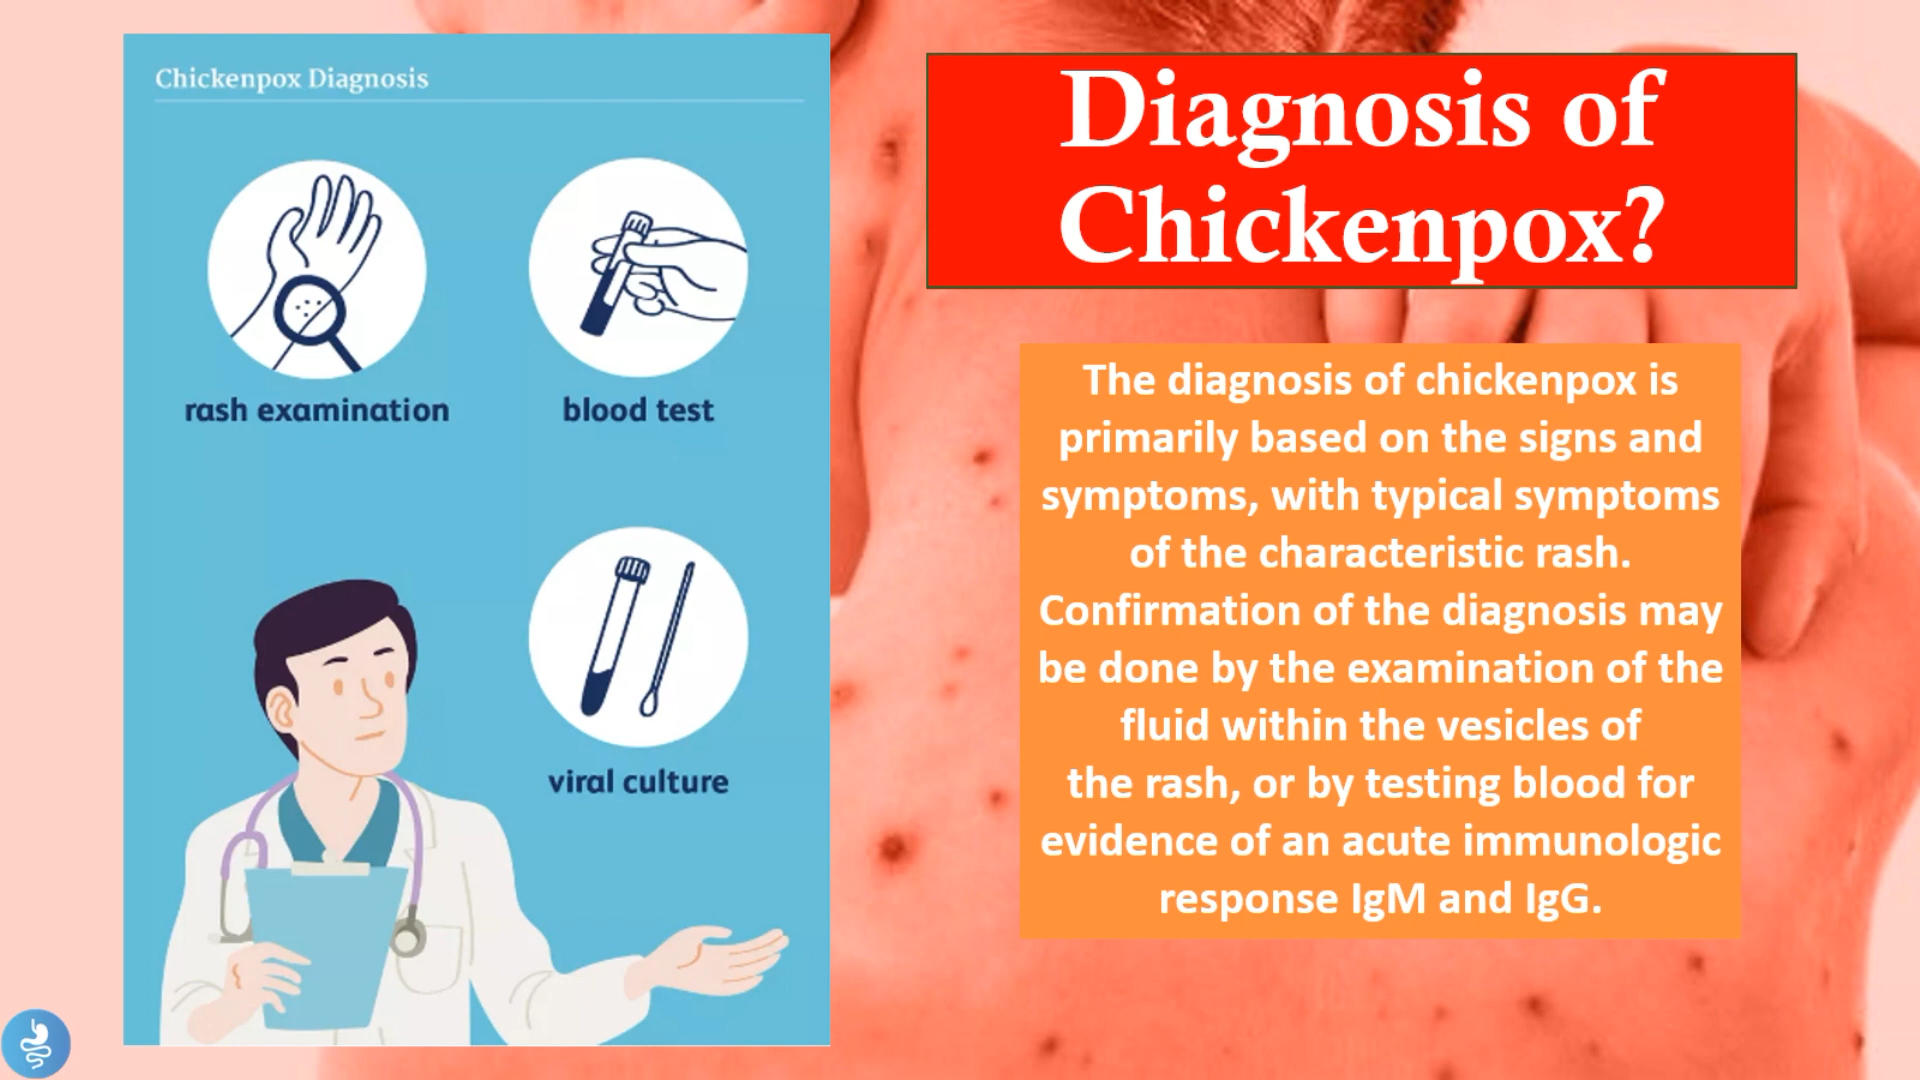 Chickenpox Diagnosis
rash examination
blood test
viral culture
Diagnosis of
Chickenpox?
The diagnosis of chickenpox is
primarily based on the signs and
symptoms, with typical symptoms
of the characteristic rash.
Confirmation of the diagnosis may
be done by the examination of the
fluid within the vesicles of
the rash, or by testing blood for
evidence of an acute immunologic
response IgM and IgG.